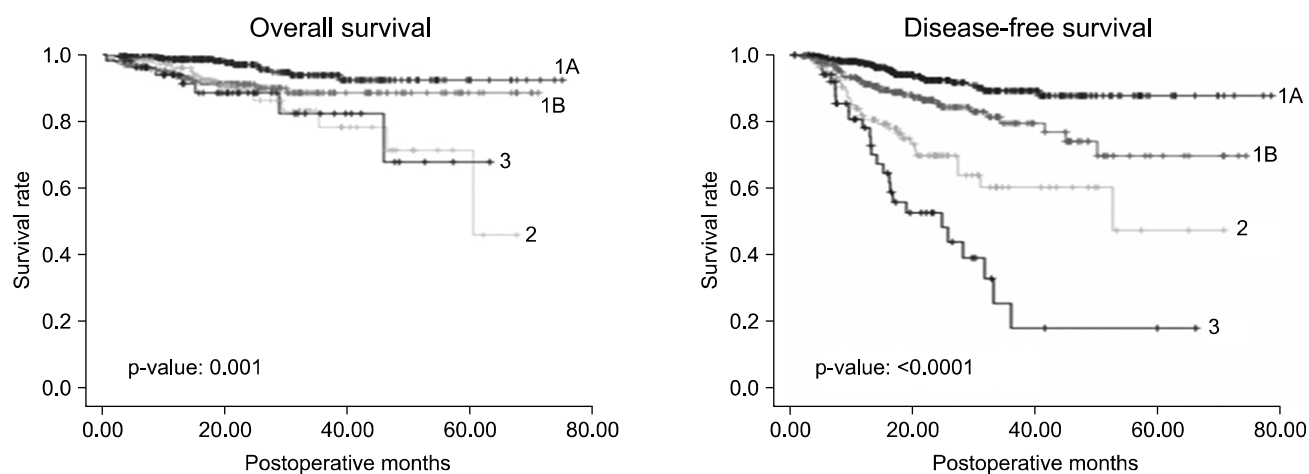 Overall survival
Survival rate
1.0
0.8
0.6
0.4
0.2
0.0
1A
1B
3
2
p-value: 0.001
0.00 20.00 40.00 60.00 80.00
Postoperative months
Disease-free survival
Survival rate
1.0
0.8
0.6
0.4
0.2
0.0
1A
1B
2
3
p-value: <0.0001
0.00 20.00 40.00 60.00 80.00
Postoperative months